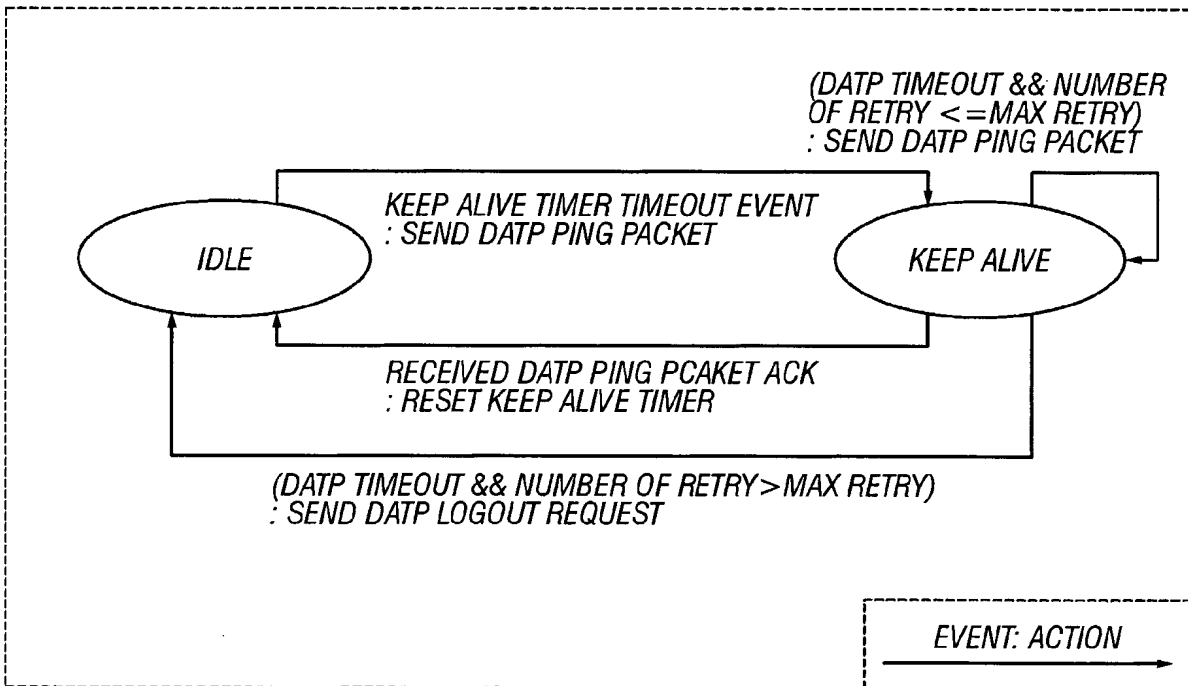 (DATP TIMEOUT && NUMBER
OF RETRY <=MAX RETRY)
: SEND DATP PING PACKET
KEEP ALIVE TIMER TIMEOUT EVENT
: SEND DATP PING PACKET
IDLE
KEEP ALIVE
RECEIVED DATP PING PCAKET ACK
: RESET KEEP ALIVE TIMER
(DATP TIMEOUT && NUMBER OF RETRY>MAX RETRY)
: SEND DATP LOGOUT REQUEST
EVENT: ACTION